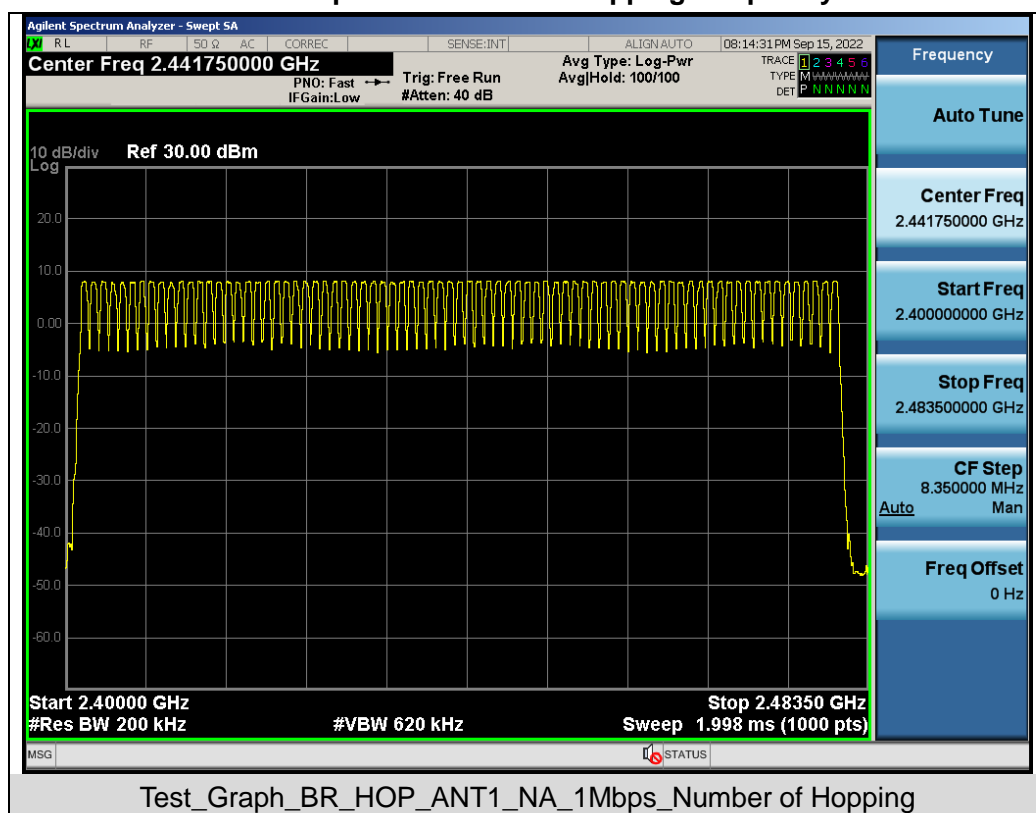 Agilent Spectrum Analyzer - Swept SA
LXI RL RF 50 Ω AC CORREC SENSE:INT ALIGN AUTO 08:14:31 PM Sep 15, 2022
Center Freq 2.441750000 GHz
PNO: Fast
IFGain:Low
Trig: Free Run
#Atten: 40 dB
Avg Type: Log-Pwr
Avg|Hold: 100/100
TRACE 1 2 3 4 5 6
TYPE M
DET P N N N N N
10 dB/div Ref 30.00 dBm
Log
20.0
10.0
0.00
-10.0
-20.0
-30.0
-40.0
-50.0
-60.0
Start 2.40000 GHz Stop 2.48350 GHz
#Res BW 200 kHz #VBW 620 kHz Sweep 1.998 ms (1000 pts)
MSG STATUS
Frequency
Auto Tune
Center Freq
2.441750000 GHz
Start Freq
2.400000000 GHz
Stop Freq
2.483500000 GHz
CF Step
8.350000 MHz
Auto Man
Freq Offset
0 Hz
Test_Graph_BR_HOP_ANT1_NA_1Mbps_Number of Hopping